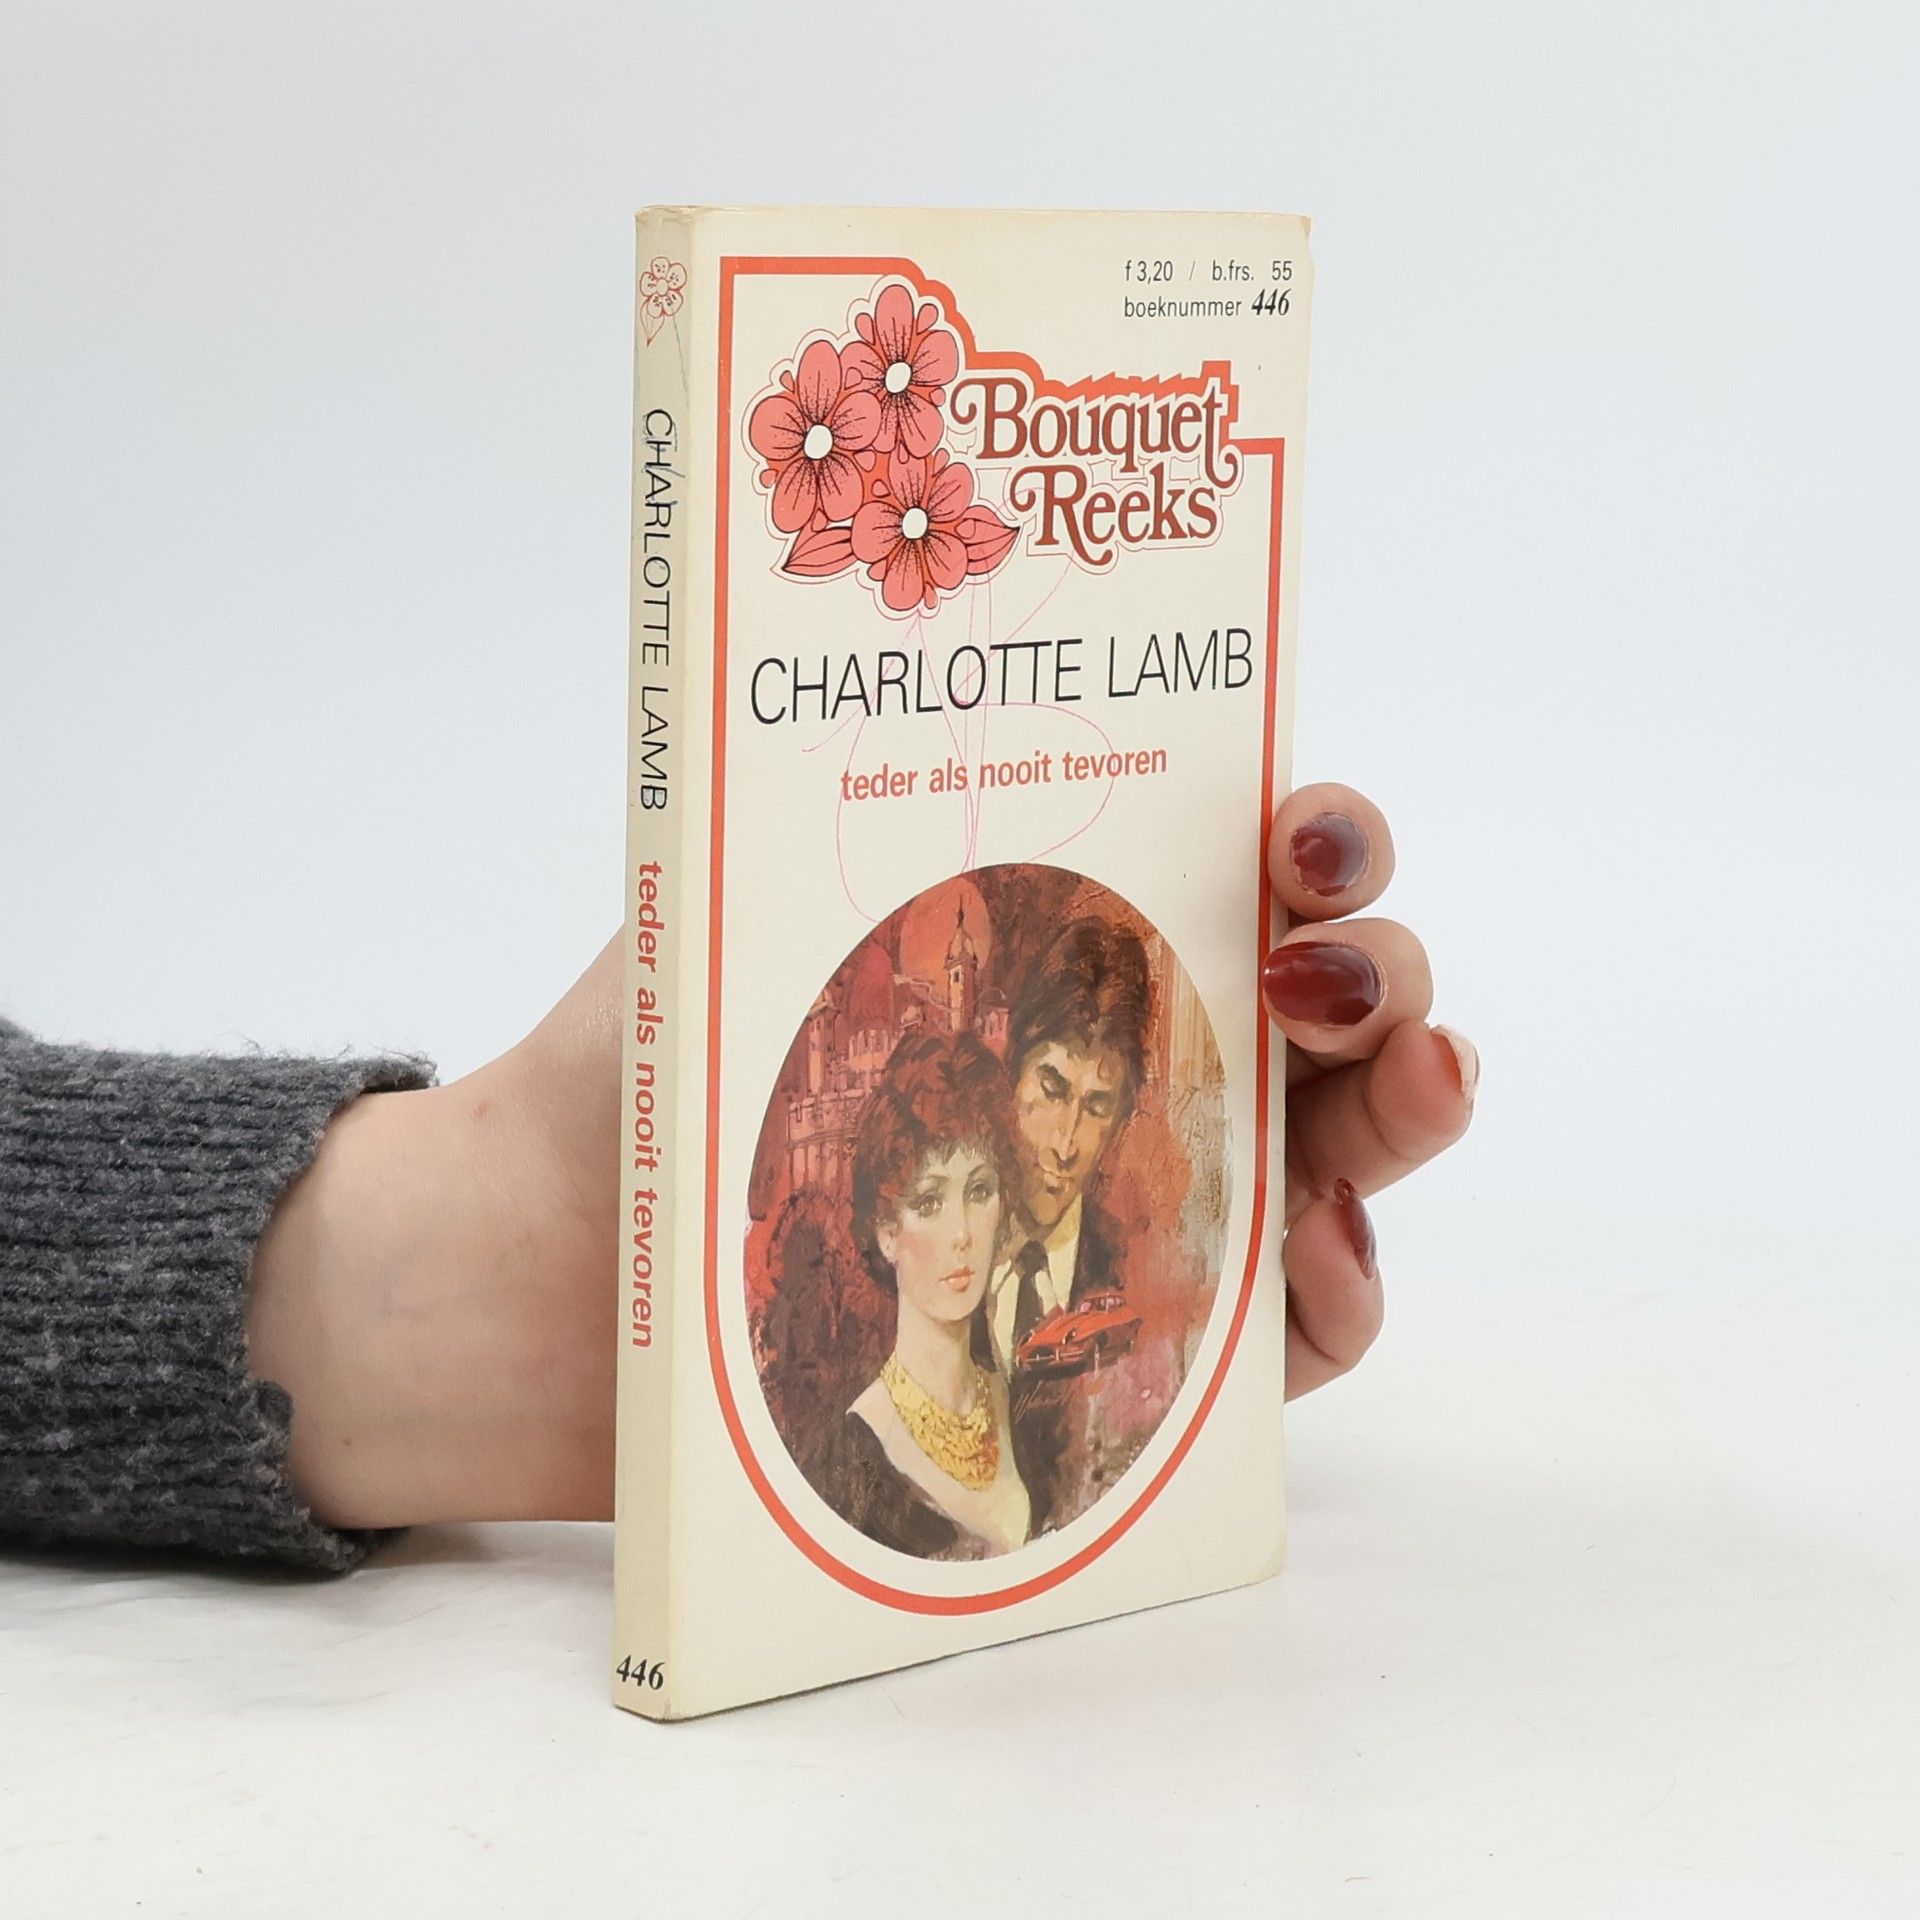 f 3,20 / b.frs. 55
boeknummer 446
Bouquet
Reeks
CHARLOTTE LAMB
teder als nooit tevoren
CHARLOTTE LAMB teder als nooit tevoren 446